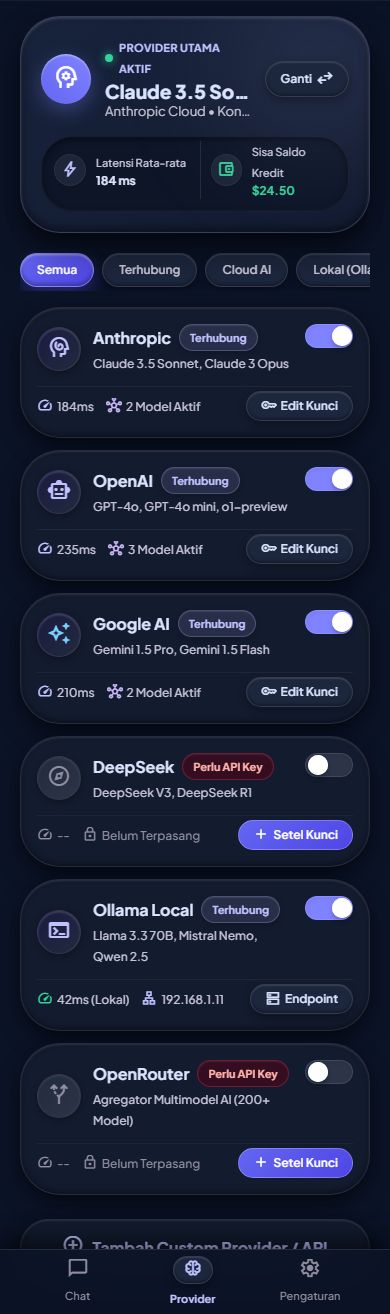 PROVIDER UTAMA
AKTIF
Claude 3.5 So...
Anthropic Cloud • Kon...
Ganti
Latensi Rata-rata
184 ms
Sisa Saldo
Kredit
$24.50
Semua
Terhubung
Cloud AI
Lokal (Olla
Anthropic
Terhubung
Claude 3.5 Sonnet, Claude 3 Opus
184ms
2 Model Aktif
Edit Kunci
OpenAI
Terhubung
GPT-4o, GPT-4o mini, o1-preview
235ms
3 Model Aktif
Edit Kunci
Google AI
Terhubung
Gemini 1.5 Pro, Gemini 1.5 Flash
210ms
2 Model Aktif
Edit Kunci
DeepSeek
Perlu API Key
DeepSeek V3, DeepSeek R1
--
Belum Terpasang
+ Setel Kunci
Ollama Local
Terhubung
Llama 3.3 70B, Mistral Nemo,
Qwen 2.5
42ms (Lokal)
192.168.1.11
Endpoint
OpenRouter
Perlu API Key
Agregator Multimodel AI (200+
Model)
--
Belum Terpasang
+ Setel Kunci
Tambah Custom Provider / API
Chat
Provider
Pengaturan